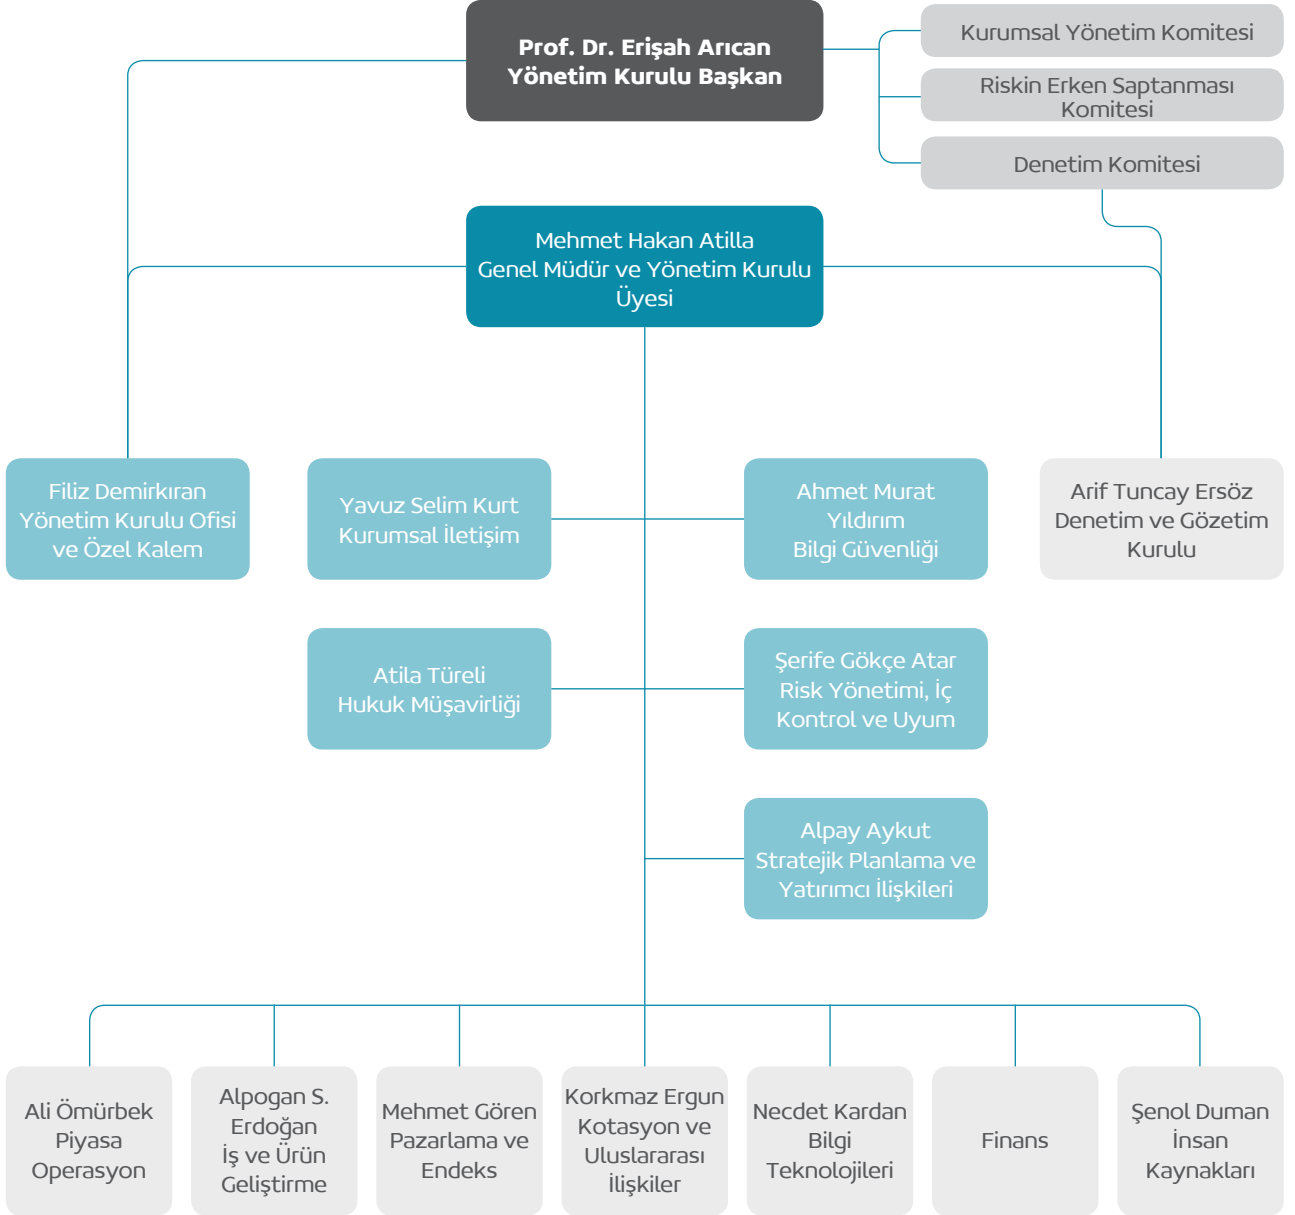 Prof. Dr. Erişah Arıcan
Yönetim Kurulu Başkan
Kurumsal Yönetim Komitesi
Riskin Erken Saptanması
Komitesi
Denetim Komitesi
Mehmet Hakan Atilla
Genel Müdür ve Yönetim Kurulu
Üyesi
Filiz Demirkıran
Yönetim Kurulu Ofisi
ve Özel Kalem
Yavuz Selim Kurt
Kurumsal İletişim
Ahmet Murat
Yıldırım
Bilgi Güvenliği
Arif Tuncay Ersöz
Denetim ve Gözetim
Kurulu
Atila Türeli
Hukuk Müşavirliği
Şerife Gökçe Atar
Risk Yönetimi, İç
Kontrol ve Uyum
Alpay Aykut
Stratejik Planlama ve
Yatırımcı İlişkileri
Ali Ömürbek
Piyasa
Operasyon
Alpogan S.
Erdoğan
İş ve Ürün
Geliştirme
Mehmet Gören
Pazarlama ve
Endeks
Korkmaz Ergun
Kotasyon ve
Uluslararası
İlişkiler
Necdet Kardan
Bilgi
Teknolojileri
Finans
Şenol Duman
İnsan
Kaynakları